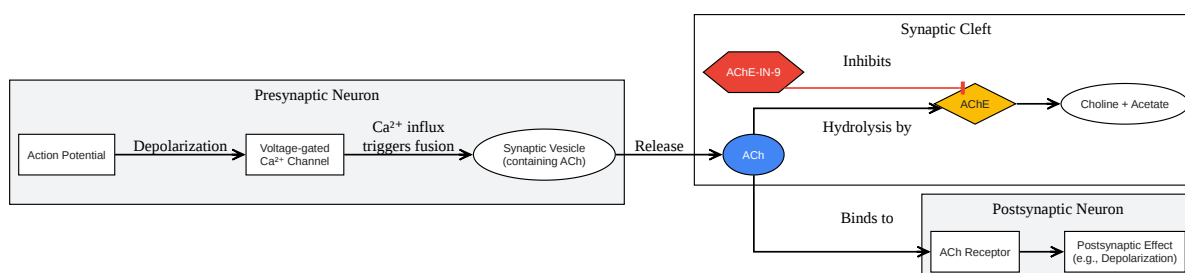 Synaptic Cleft
AChE-IN-9
Inhibits
Presynaptic Neuron
AChE
Choline + Acetate
Hydrolysis by
Action Potential
Depolarization
Voltage-gated
Ca²⁺ Channel
Ca²⁺ influx
triggers fusion
Synaptic Vesicle
(containing ACh)
Release
ACh
Binds to
Postsynaptic Neuron
ACh Receptor
Postsynaptic Effect
(e.g., Depolarization)